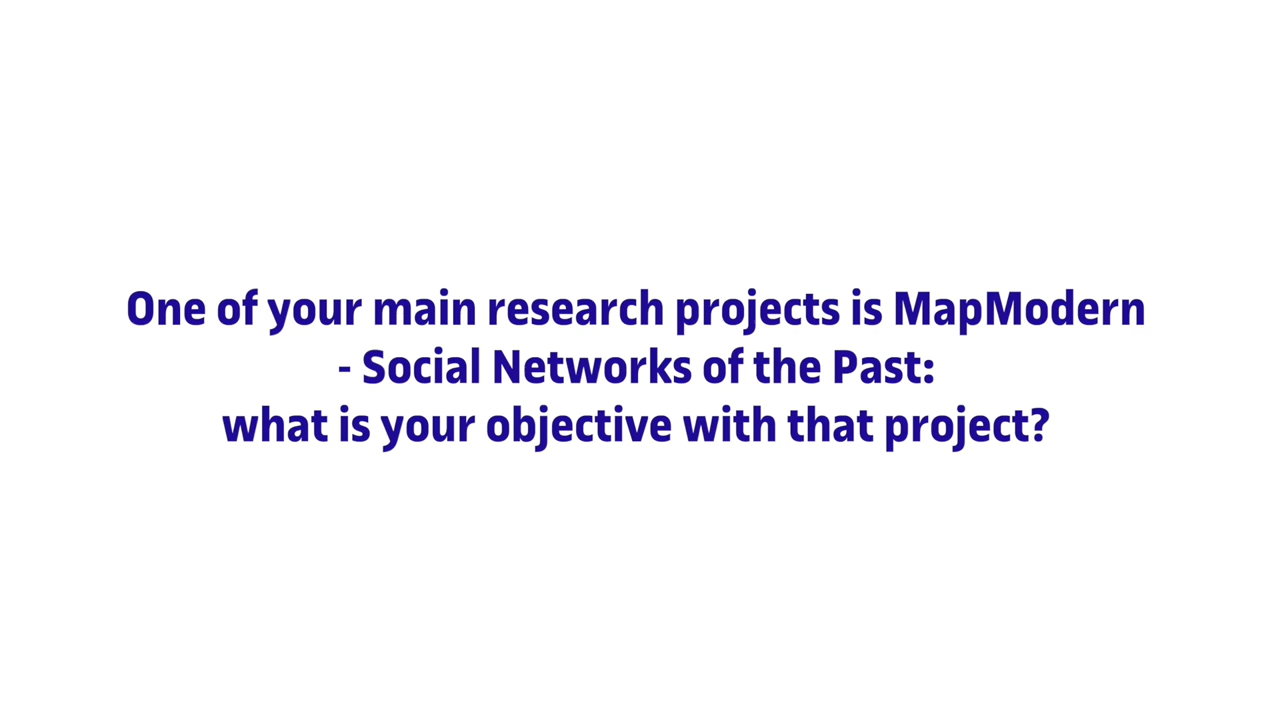 One of your main research projects is MapModern
- Social Networks of the Past:
what is your objective with that project?